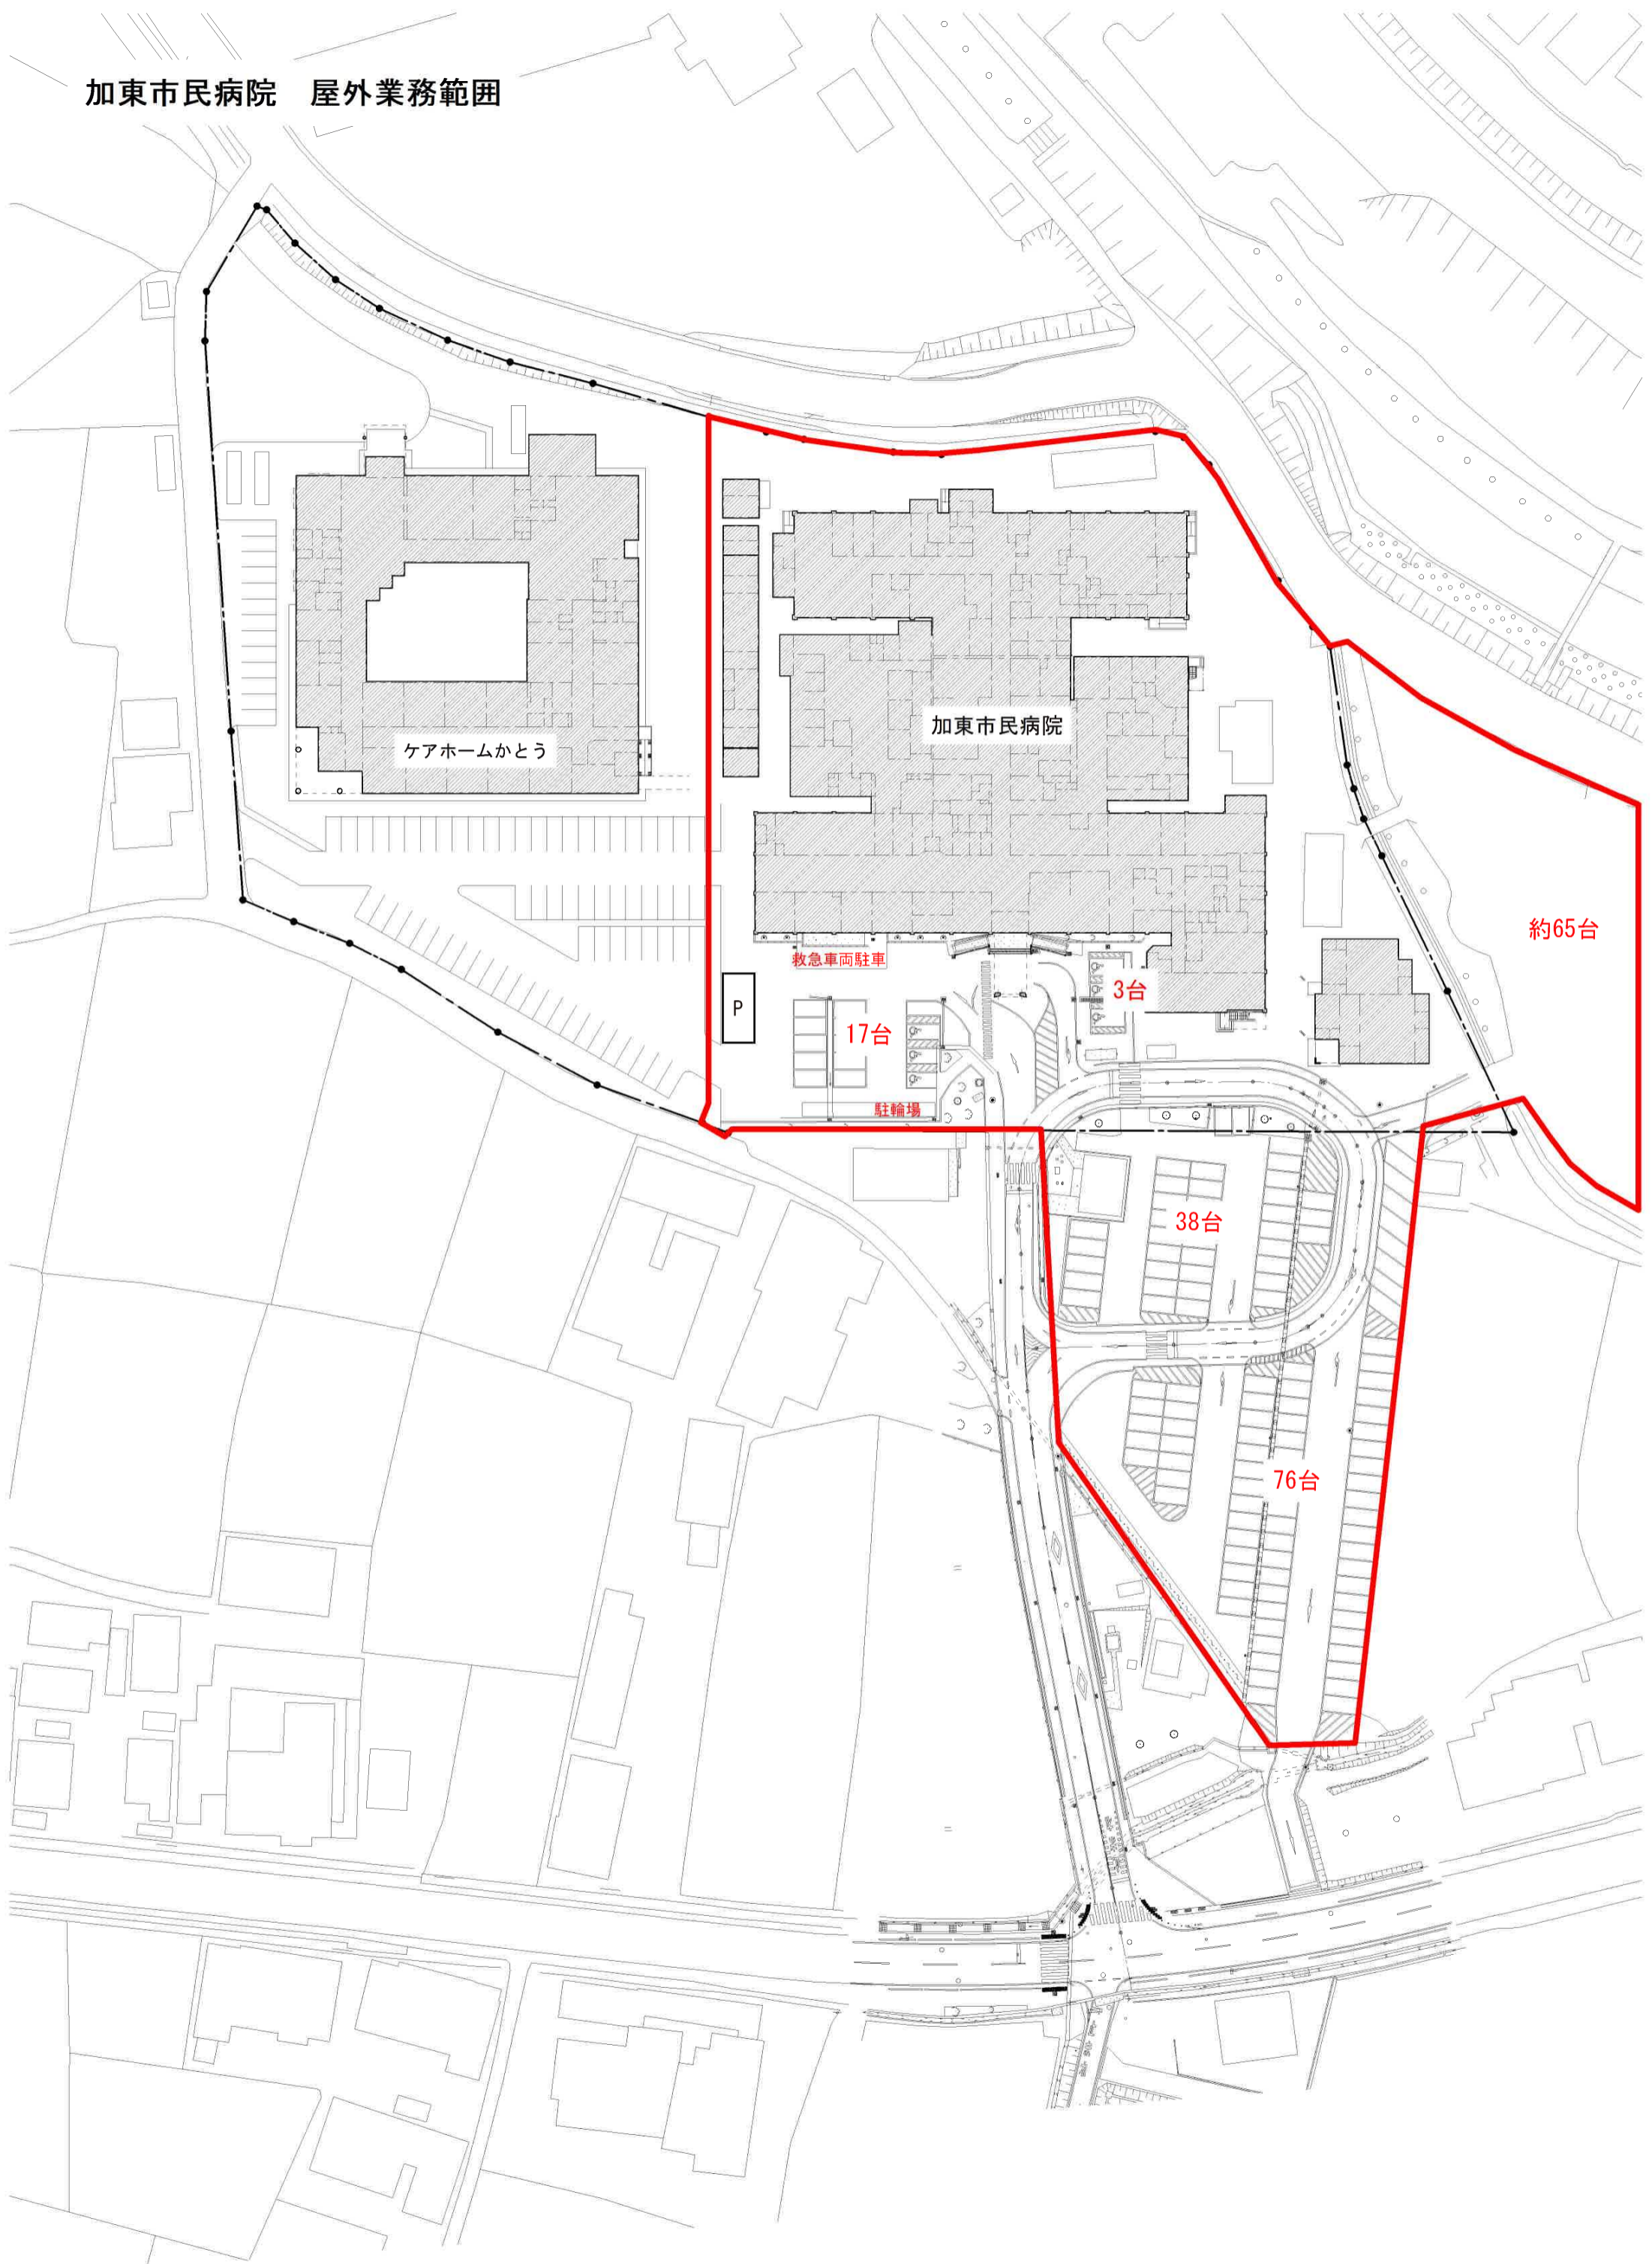 加東市民病院　屋外業務範囲
加東市民病院
ケアホームかとう
約65台
救急車両駐車
3台
P
17台
駐輪場
38台
76台